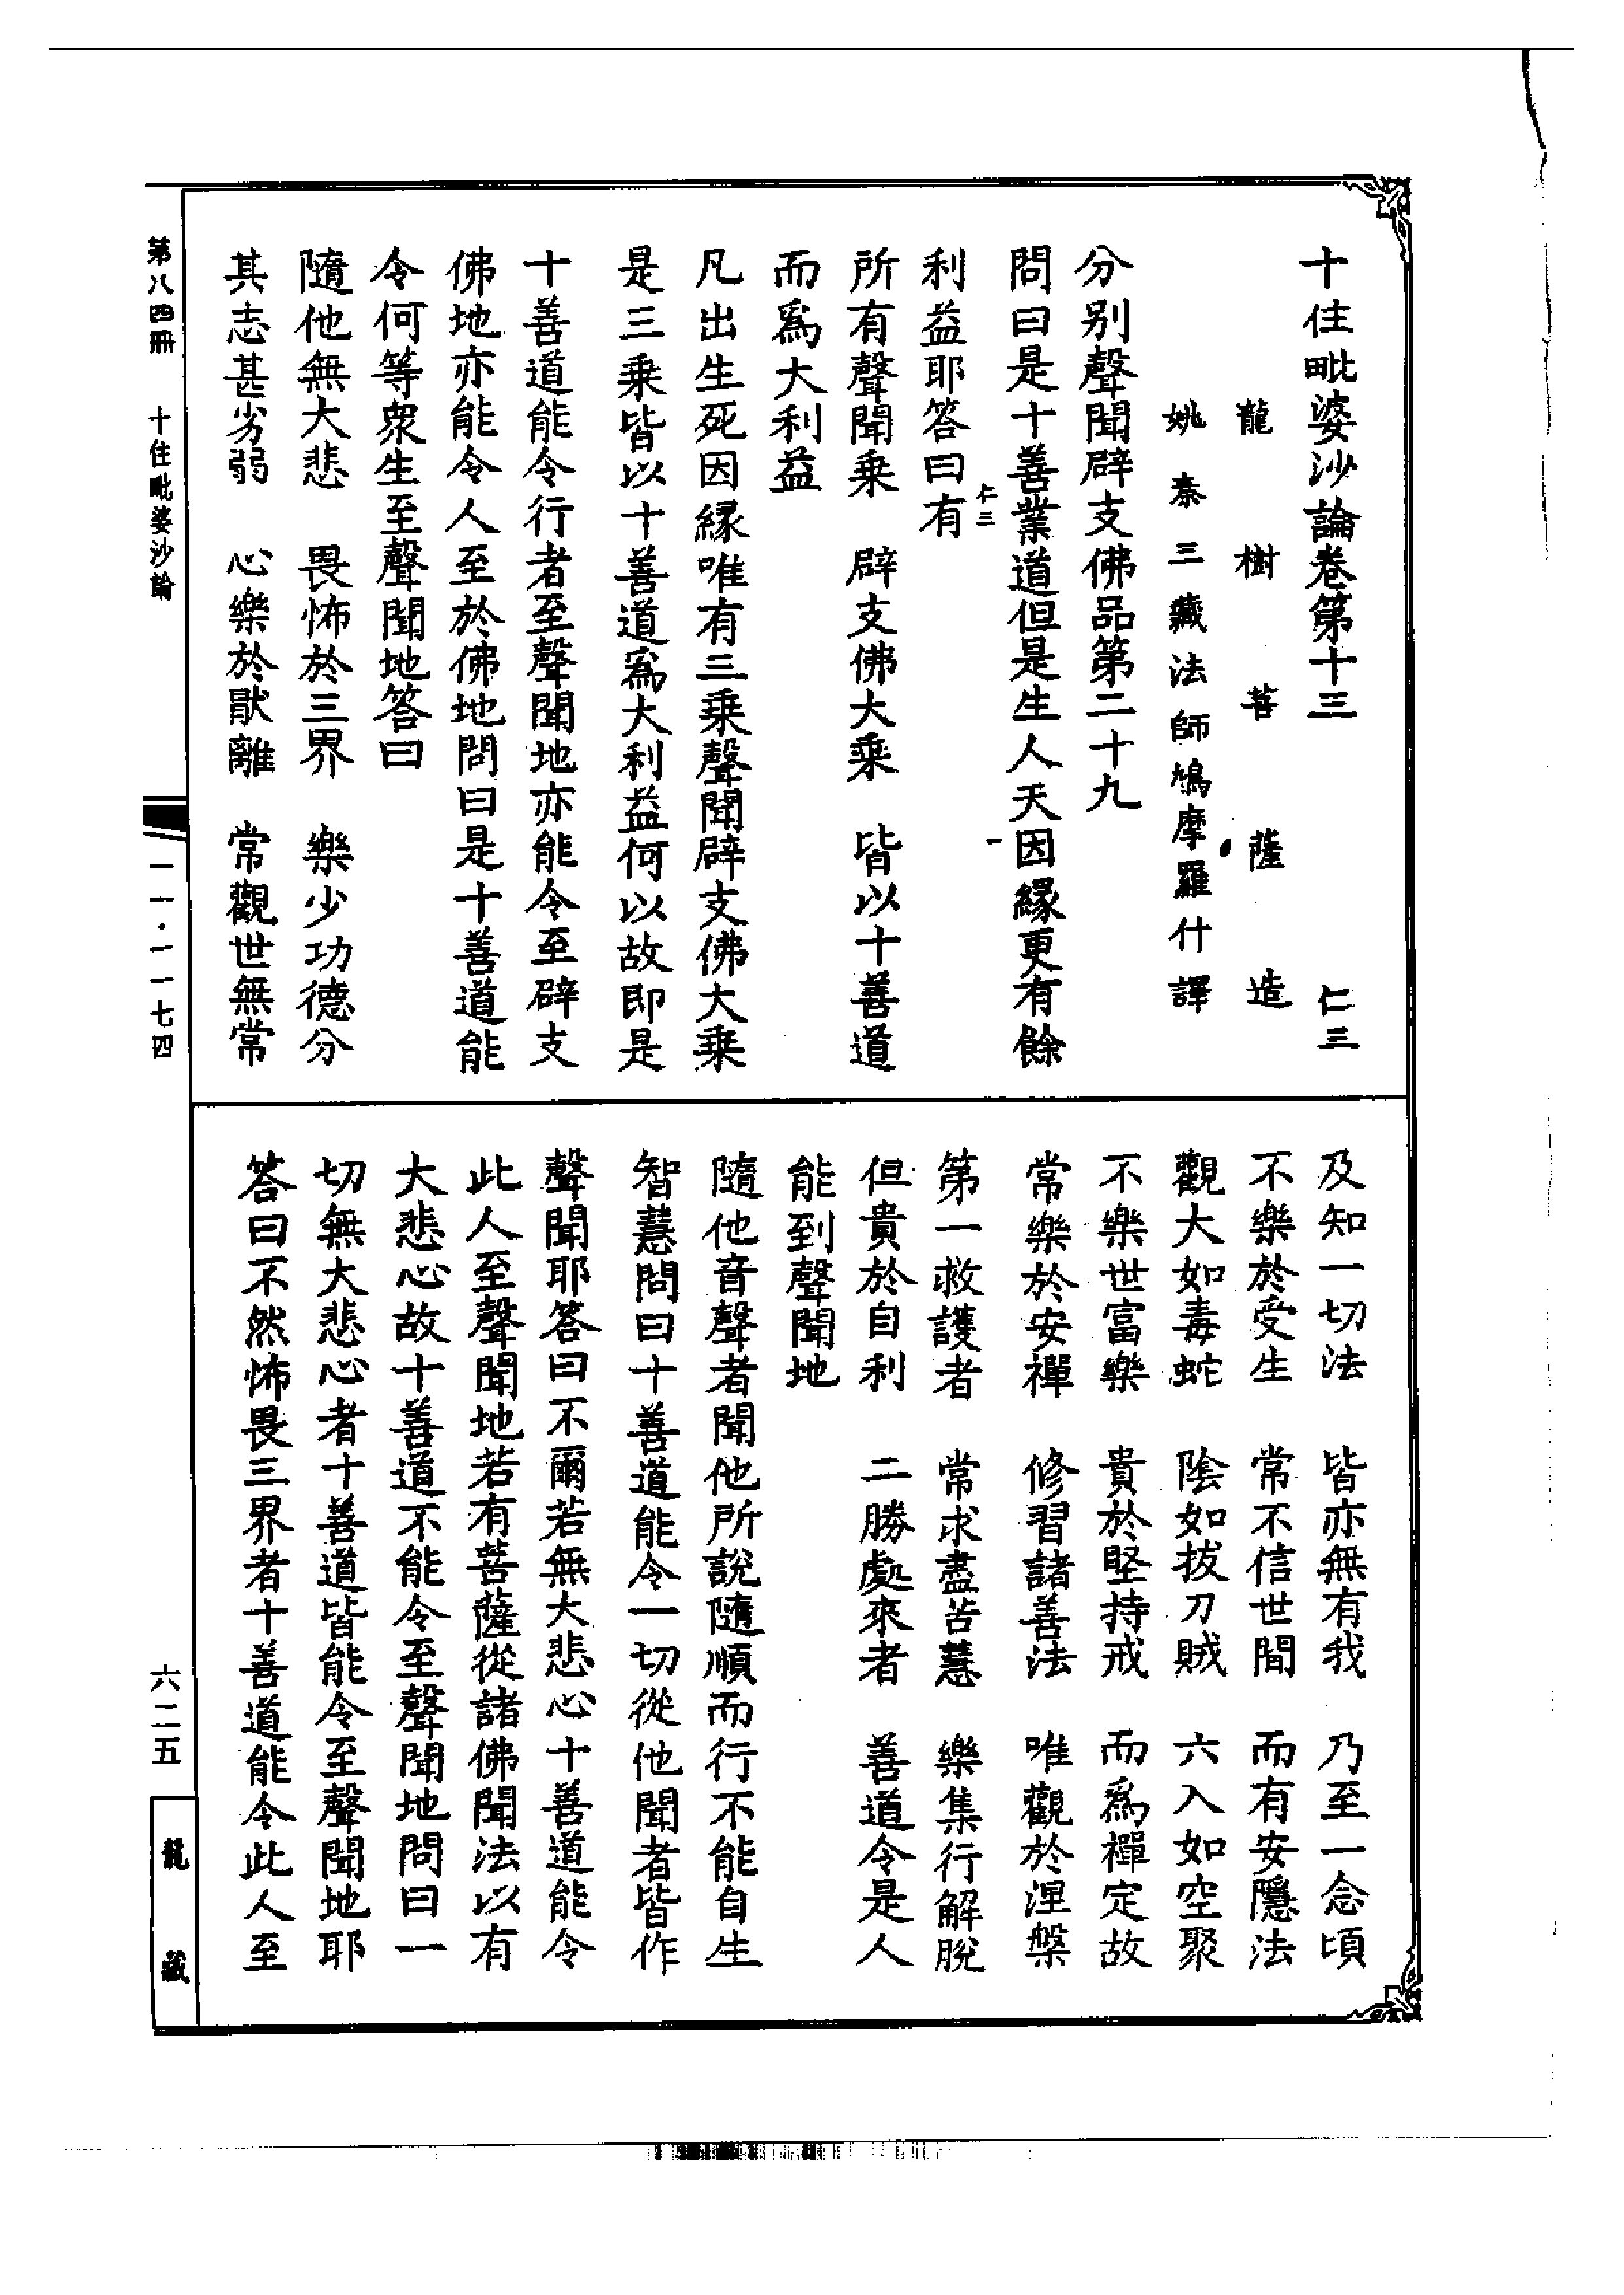 十住毗婆沙論卷第十三　仁三
龍樹菩薩造
姚秦三藏法師鳩摩羅什譯
分别聲聞辟支佛品第二十九
問曰是十善業道但是生人天因緣更有餘
利益耶答曰有
仁三
所有聲聞乘　辟支佛大乘　皆以十善道
而爲大利益
凡出生死因緣唯有三乘聲聞辟支佛大乘
是三乘皆以十善道爲大利益何以故即是
十善道能令行者至聲聞地亦能令至辟支
佛地亦能令人至於佛地問曰是十善道能
令何等衆生至聲聞地答曰
隨他無大悲　畏怖於三界　樂少功德分
其志甚劣弱　心樂於厭離　常觀世無常
及知一切法　皆亦無有我　乃至一念頃
不樂於受生　常不信世間　而有安隱法
觀大如毒蛇　陰如拔刀賊　六入如空聚
不樂世富樂　貴於堅持戒　而爲禪定故
常樂於安禪　修習諸善法　唯觀於涅槃
第一救護者　常求盡苦慧　樂集行解脫
但貴於自利　二勝處來者　善道令是人
能到聲聞地
隨他音聲者聞他所說隨順而行不能自生
智慧問曰十善道能令一切從他聞者皆作
聲聞耶答曰不爾若無大悲心十善道能令
此人至聲聞地若有菩薩從諸佛聞法以有
大悲心故十善道不能令至聲聞地問曰一
切無大悲心者十善道皆能令至聲聞地耶
答曰不然怖畏三界者十善道能令此人至
第八四冊　十住毗婆沙論
一一·一一七四
六二五
龍藏